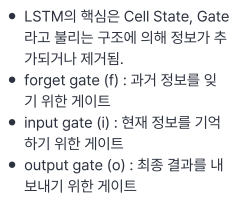 • LSTM의 핵심은 Cell State, Gate
라고 불리는 구조에 의해 정보가 추
가되거나 제거됨.
• forget gate (f) : 과거 정보를 잊
기 위한 게이트
• input gate (i) : 현재 정보를 기억
하기 위한 게이트
• output gate (o) : 최종 결과를 내
보내기 위한 게이트